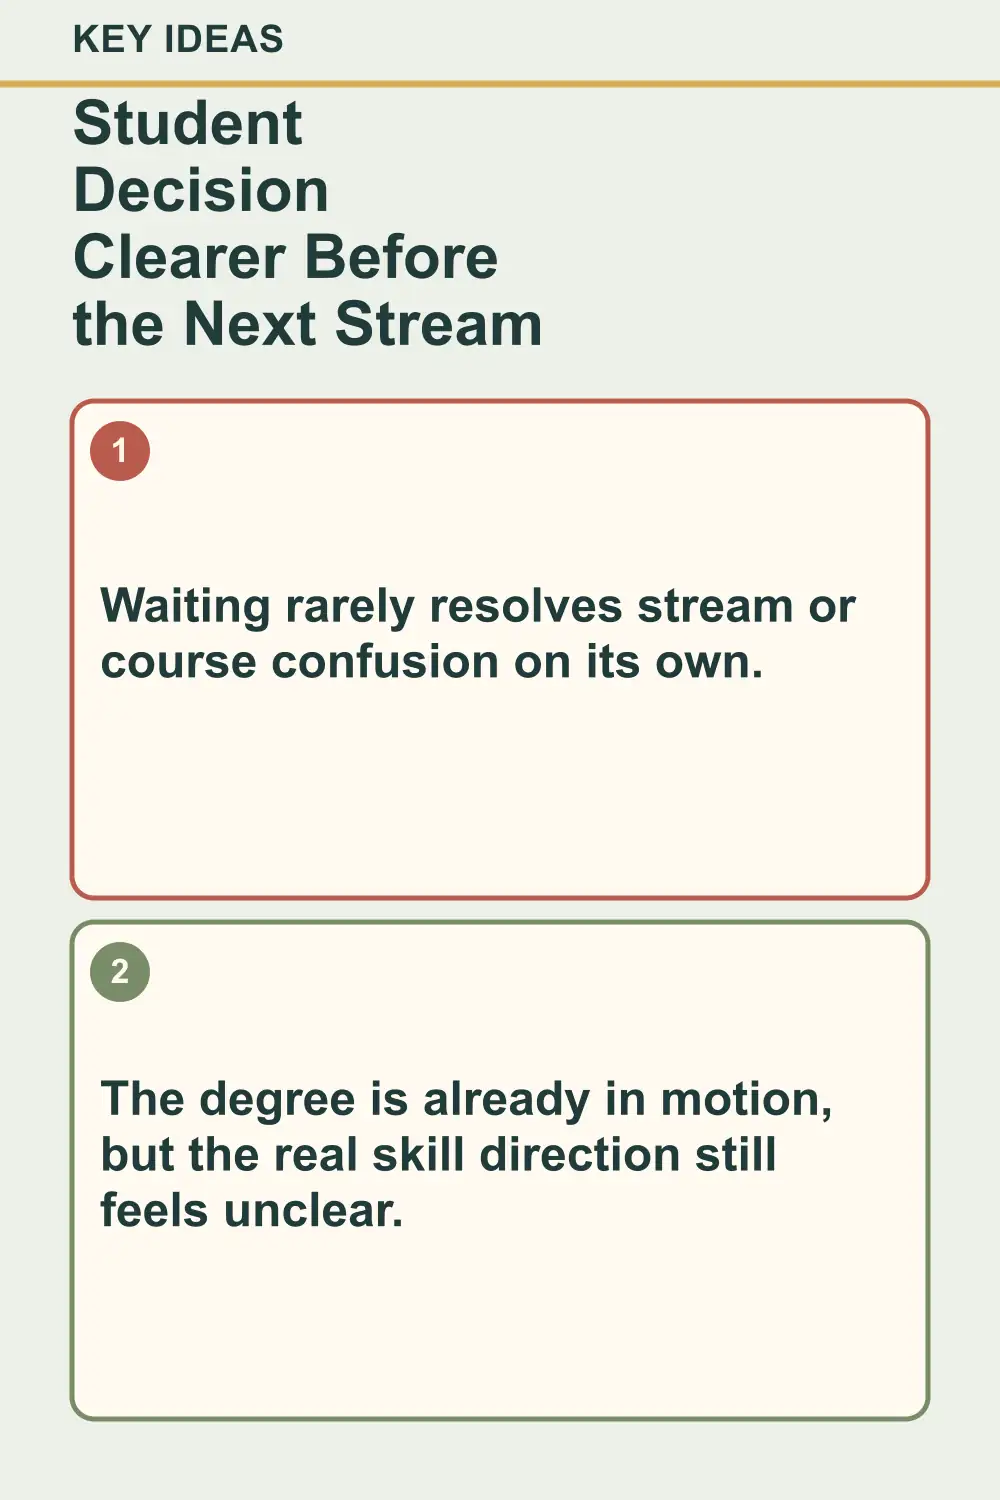 KEY IDEAS
Student
Decision
Clearer Before
the Next Stream
1
Waiting rarely resolves stream or
course confusion on its own.
2
The degree is already in motion,
but the real skill direction still
feels unclear.